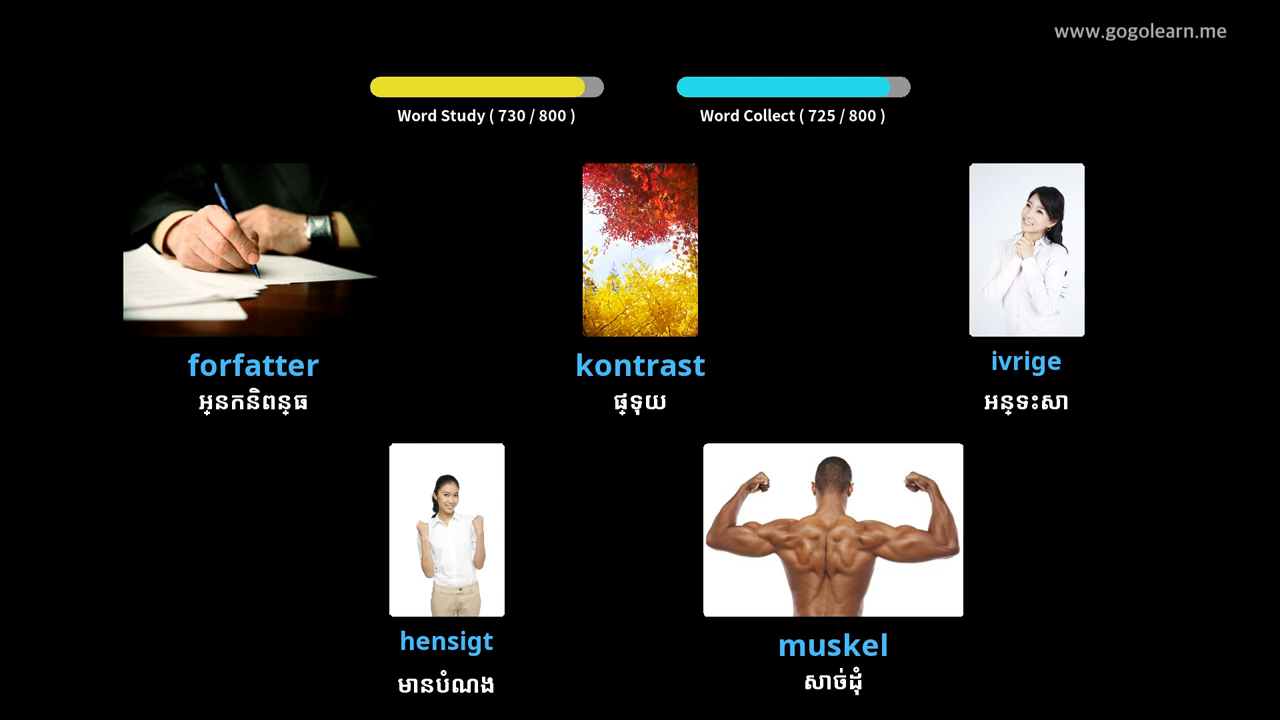 www.gogolearn.me
Word Study ( 730 / 800 )
Word Collect ( 725 / 800 )
forfatter
អ្នកនិពន្ធ
kontrast
ផ្ទុយ
ivrige
អន្ទះសា
hensigt
មានបំណង
muskel
សាច់ដុំ